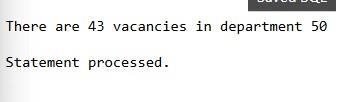 There are 43 vacancies in department 50
Statement processed.